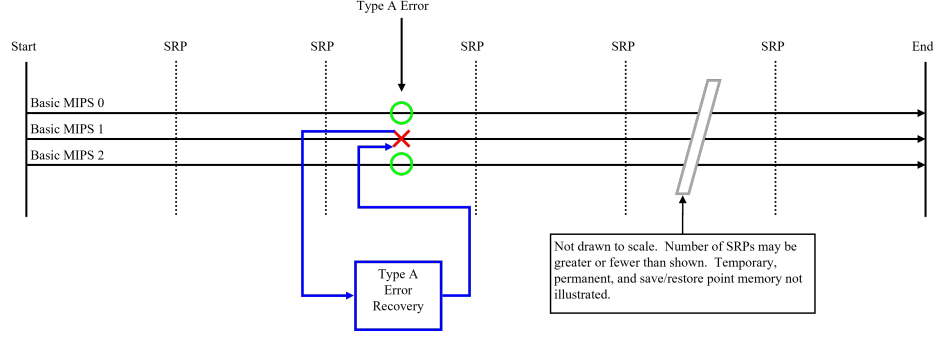 Type A Error
Start
SRP
SRP
SRP
SRP
SRP
End
Basic MIPS 0
Basic MIPS 1
Basic MIPS 2
Type A
Error
Recovery
Not drawn to scale.  Number of SRPs may be
greater or fewer than shown.  Temporary,
permanent, and save/restore point memory not
illustrated.